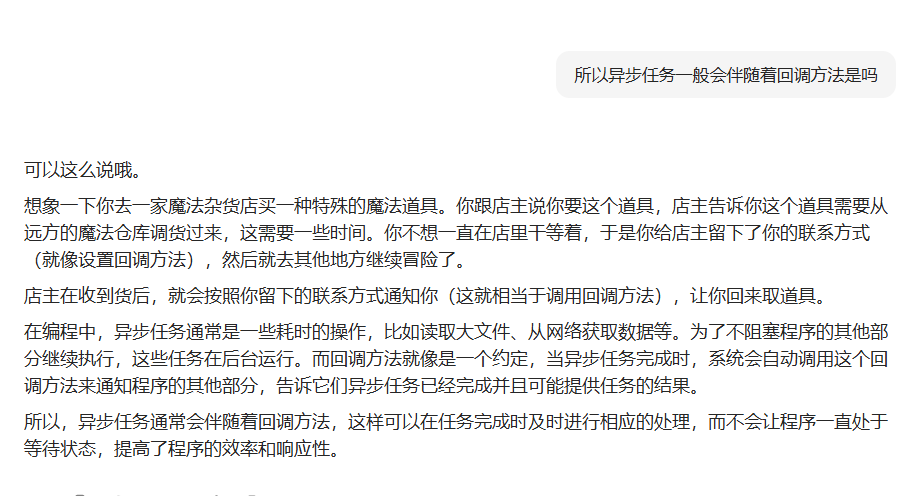 所以异步任务一般会伴随着回调方法是吗
可以这么说哦。
想象一下你去一家魔法杂货店买一种特殊的魔法道具。你跟店主说你要这个道具，店主告诉你这个道具需要从
远方的魔法仓库调货过来，这需要一些时间。你不想一直在店里干等着，于是你给店主留下了你的联系方式
（就像设置回调方法），然后就去其他地方继续冒险了。
店主在收到货后，就会按照你留下的联系方式通知你（这就相当于调用回调方法），让你回来取道具。
在编程中，异步任务通常是一些耗时的操作，比如读取大文件、从网络获取数据等。为了不阻塞程序的其他部
分继续执行，这些任务在后台运行。而回调方法就像是一个约定，当异步任务完成时，系统会自动调用这个回
调方法来通知程序的其他部分，告诉它们异步任务已经完成并且可能提供任务的结果。
所以，异步任务通常会伴随着回调方法，这样可以在任务完成时及时进行相应的处理，而不会让程序一直处于
等待状态，提高了程序的效率和响应性。